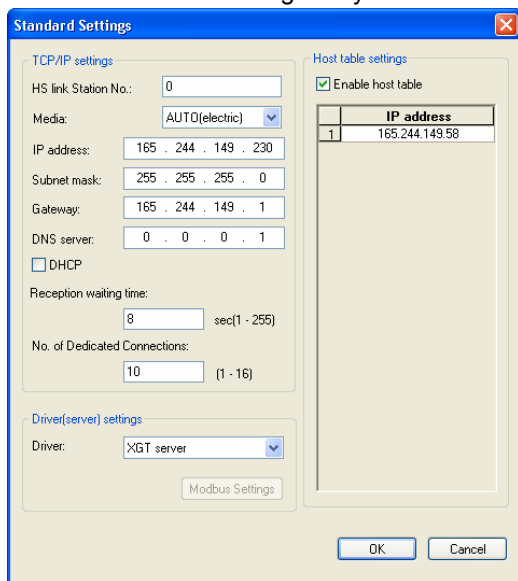 Standard Settings
TCP/IP settings
HS link Station No.: 0
Media: AUTO(electric)
IP address: 165 . 244 . 149 . 230
Subnet mask: 255 . 255 . 255 . 0
Gateway: 165 . 244 . 149 . 1
DNS server: 0 . 0 . 0 . 1
DHCP
Reception waiting time:
8 sec(1 - 255)
No. of Dedicated Connections:
10 (1 - 16)
Driver(server) settings
Driver: XGT server
Modbus Settings
Host table settings
Enable host table
IP address
1 165.244.149.58
OK Cancel